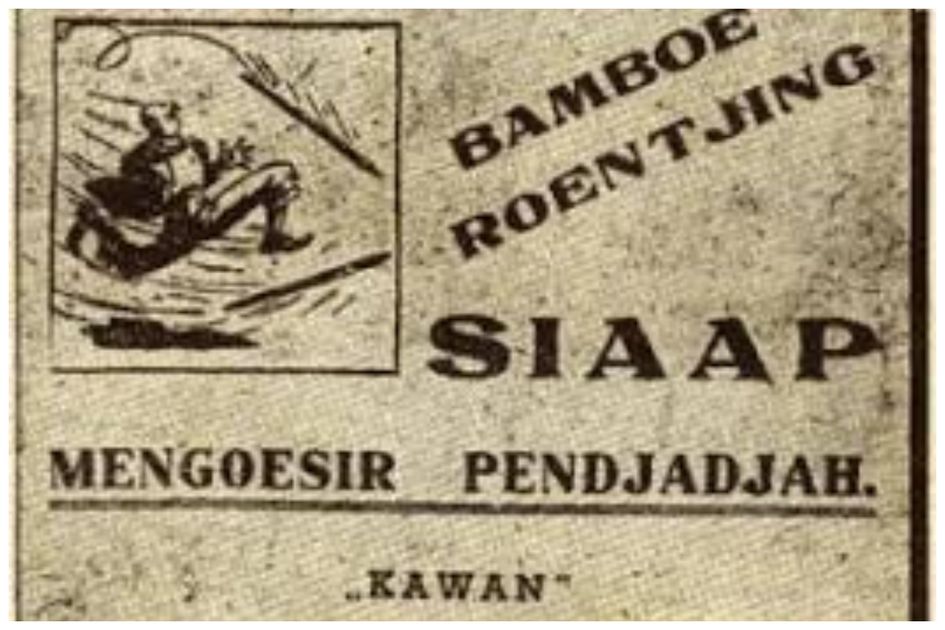 BAMBOE
ROENTJING
SIAAP
MENGOESIR PENDJADJAH.
„KAWAN"